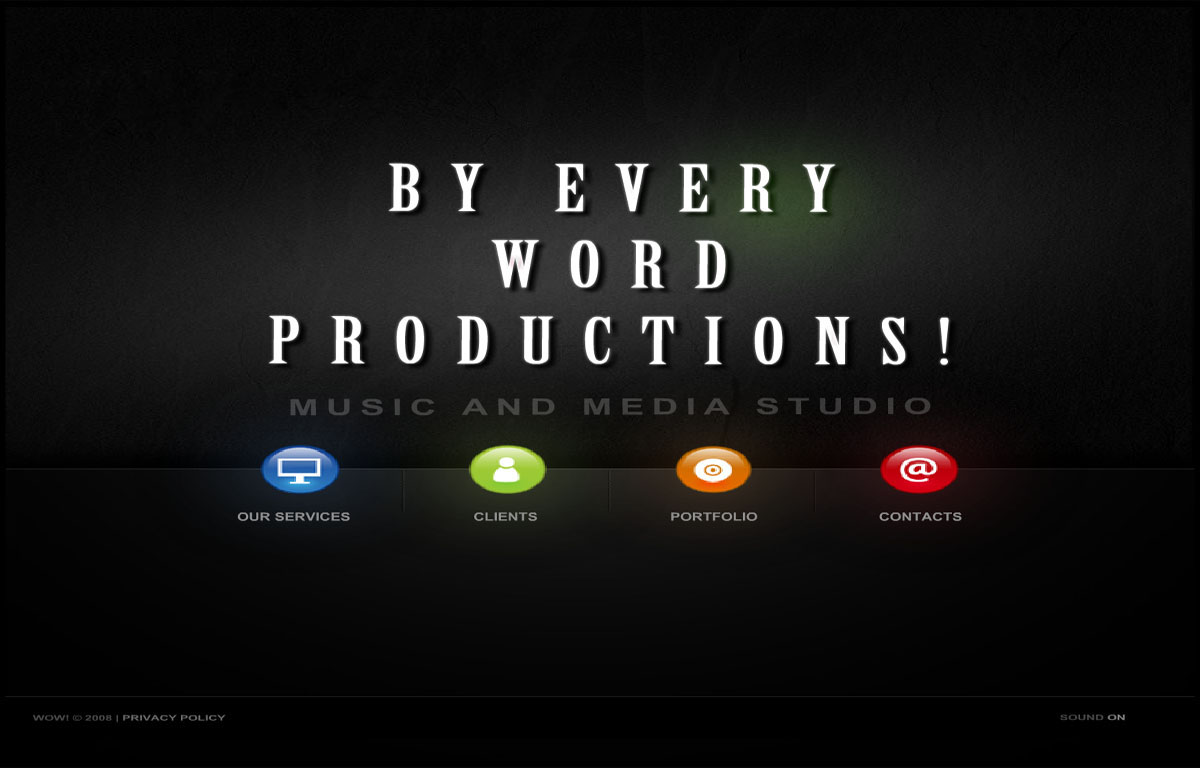 BY EVERY
WORD
PRODUCTIONS!
MUSIC AND MEDIA STUDIO
OUR SERVICES
CLIENTS
PORTFOLIO
CONTACTS
WOW! © 2008 | PRIVACY POLICY
SOUND ON